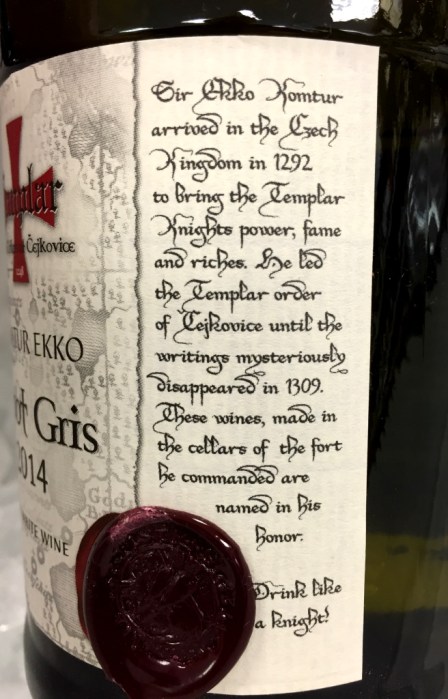 Čejkovice
EKKO
Gris
2014
WINE
Sir Ekko Komtur
arrived in the Czech
Kingdom in 1292
to bring the Templar
Knights power, fame
and riches. He led
the Templar order
of Čejkovice until the
writings mysteriously
disappeared in 1309.
These wines, made in
the cellars of the fort
he commanded are
named in his
honor.
Drink like
a knight!